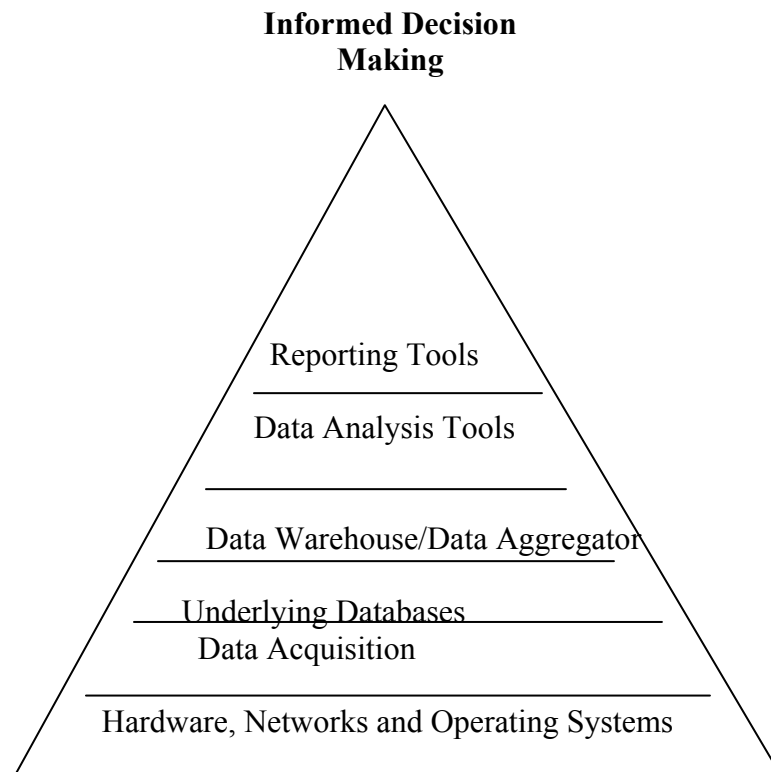 Informed Decision
Making
Reporting Tools
Data Analysis Tools
Data Warehouse/Data Aggregator
Underlying Databases
Data Acquisition
Hardware, Networks and Operating Systems